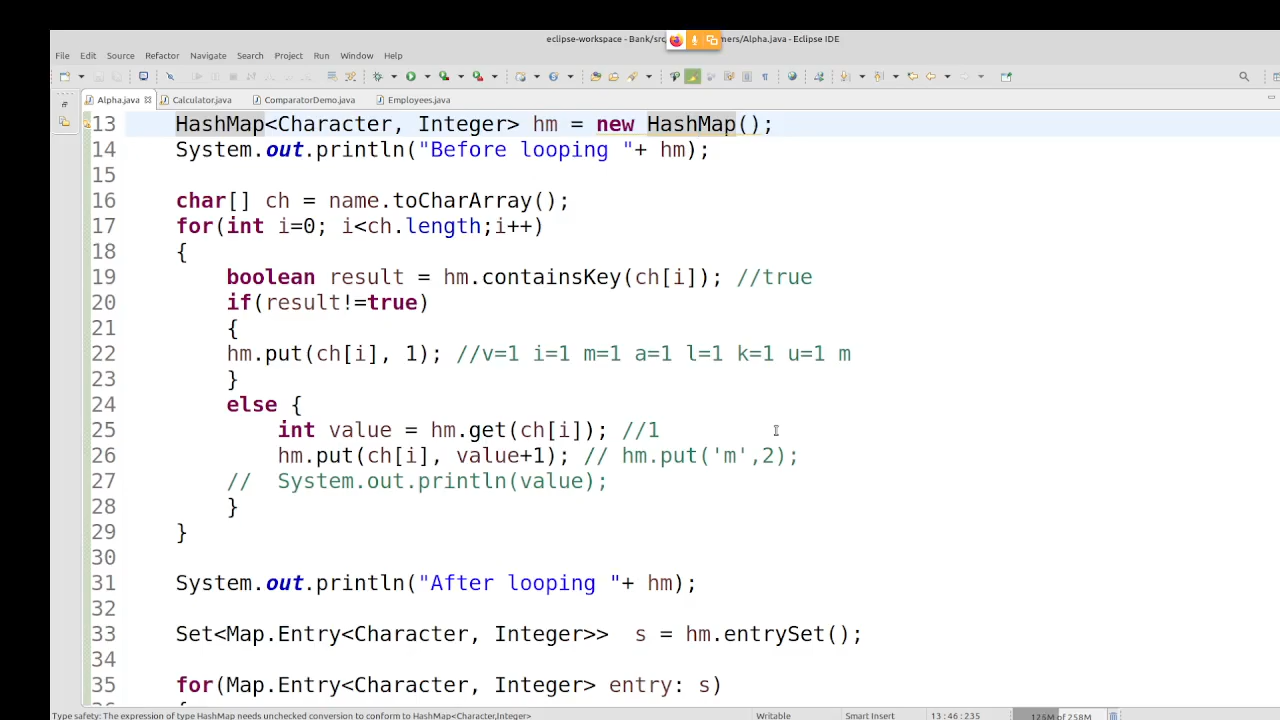 eclipse-workspace - Bank/src mers/Alpha.java - Eclipse IDE
File Edit Source Refactor Navigate Search Project Run Window Help
Alpha.java Calculator.java ComparatorDemo.java Employees.java
13 HashMap<Character, Integer> hm = new HashMap();
14 System.out.println("Before looping "+ hm);
15
16 char[] ch = name.toCharArray();
17 for(int i=0; i<ch.length;i++)
18 {
19 boolean result = hm.containsKey(ch[i]); //true
20 if(result!=true)
21 {
22 hm.put(ch[i], 1); //v=1 i=1 m=1 a=1 l=1 k=1 u=1 m
23 }
24 else {
25 int value = hm.get(ch[i]); //1
26 hm.put(ch[i], value+1); // hm.put('m',2);
27 // System.out.println(value);
28 }
29 }
30
31 System.out.println("After looping "+ hm);
32
33 Set<Map.Entry<Character, Integer>> s = hm.entrySet();
34
35 for(Map.Entry<Character, Integer> entry: s)
Type safety: The expression of type HashMap needs unchecked conversion to conform to HashMap<Character,Integer> Writable Smart Insert 13 : 46 : 235 126M of 258M